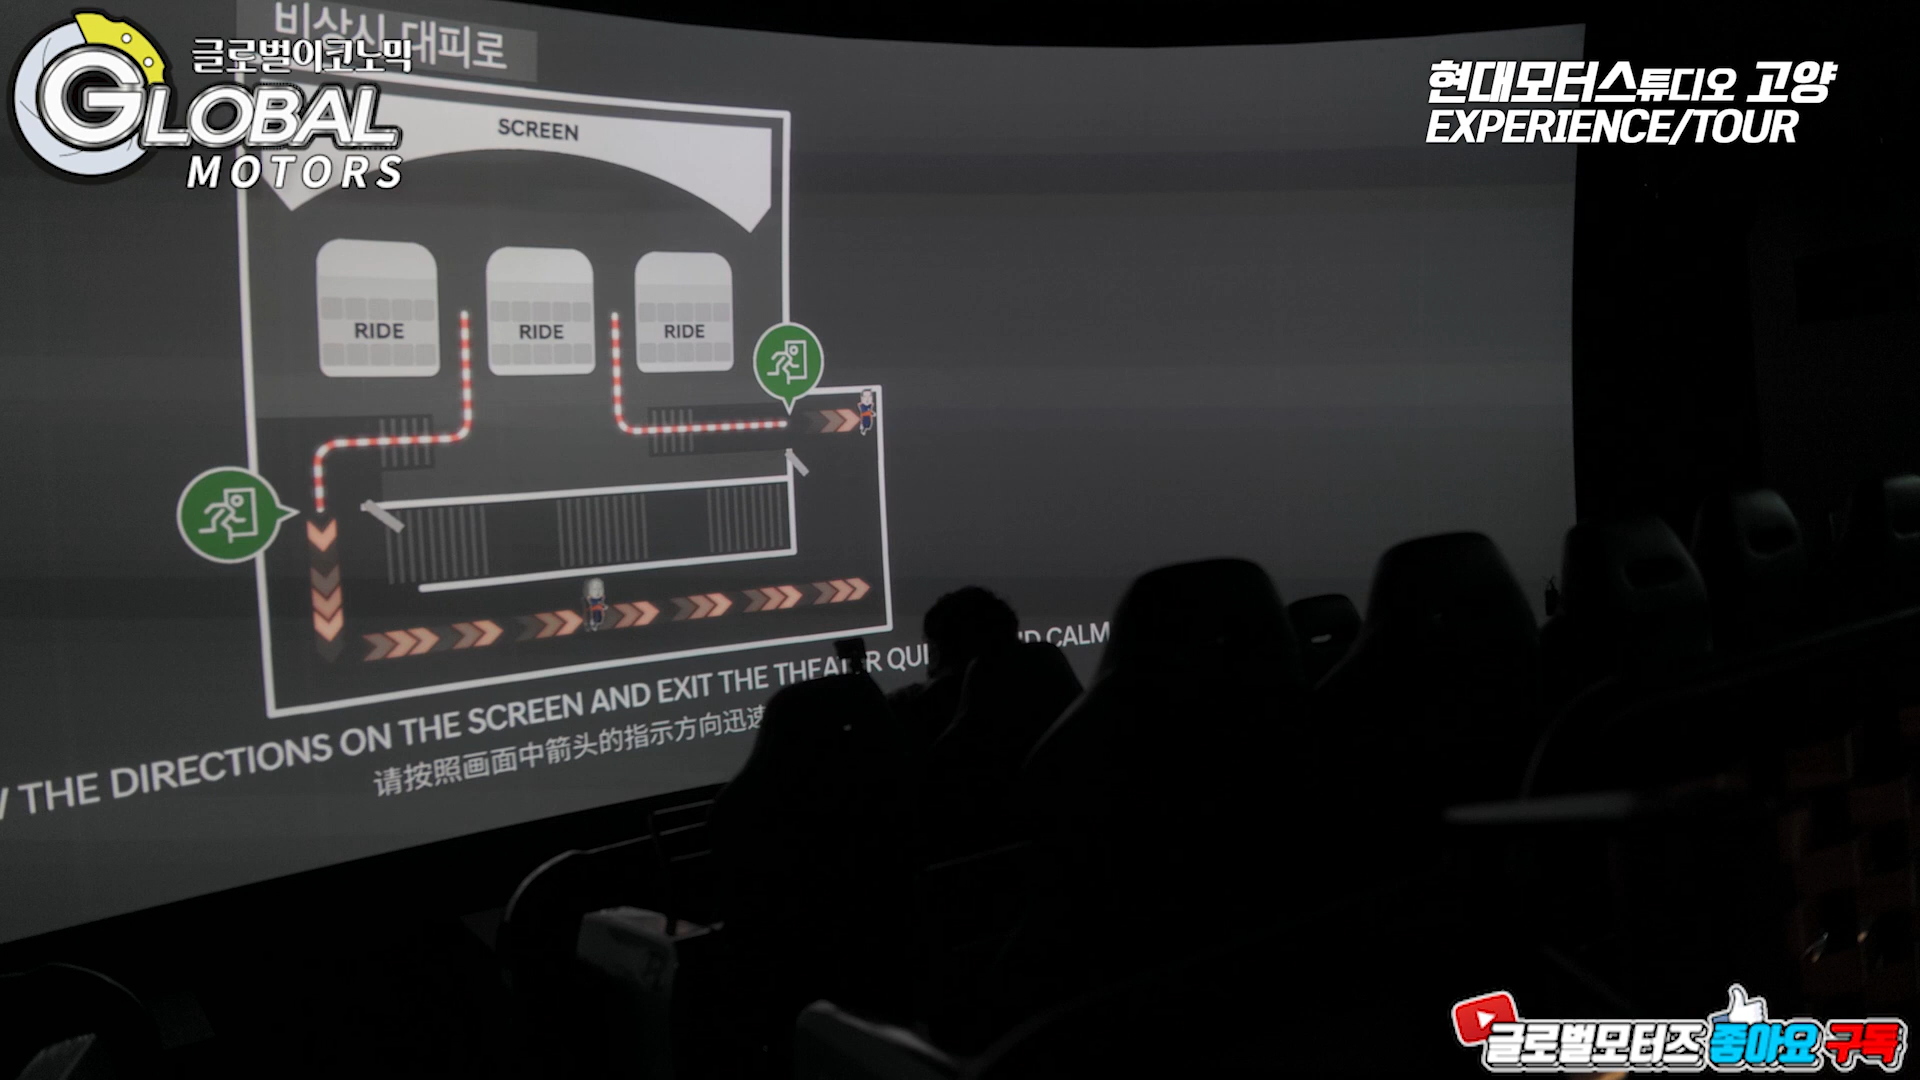 비상시 대피로
글로벌이코노믹
GLOBAL
MOTORS
현대모터스튜디오 고양
EXPERIENCE/TOUR
SCREEN
RIDE
RIDE
RIDE
THE DIRECTIONS ON THE SCREEN AND EXIT THE THEATER CALM
请按照画面中箭头的指示方向迅速
글로벌모터즈 좋아요 구독